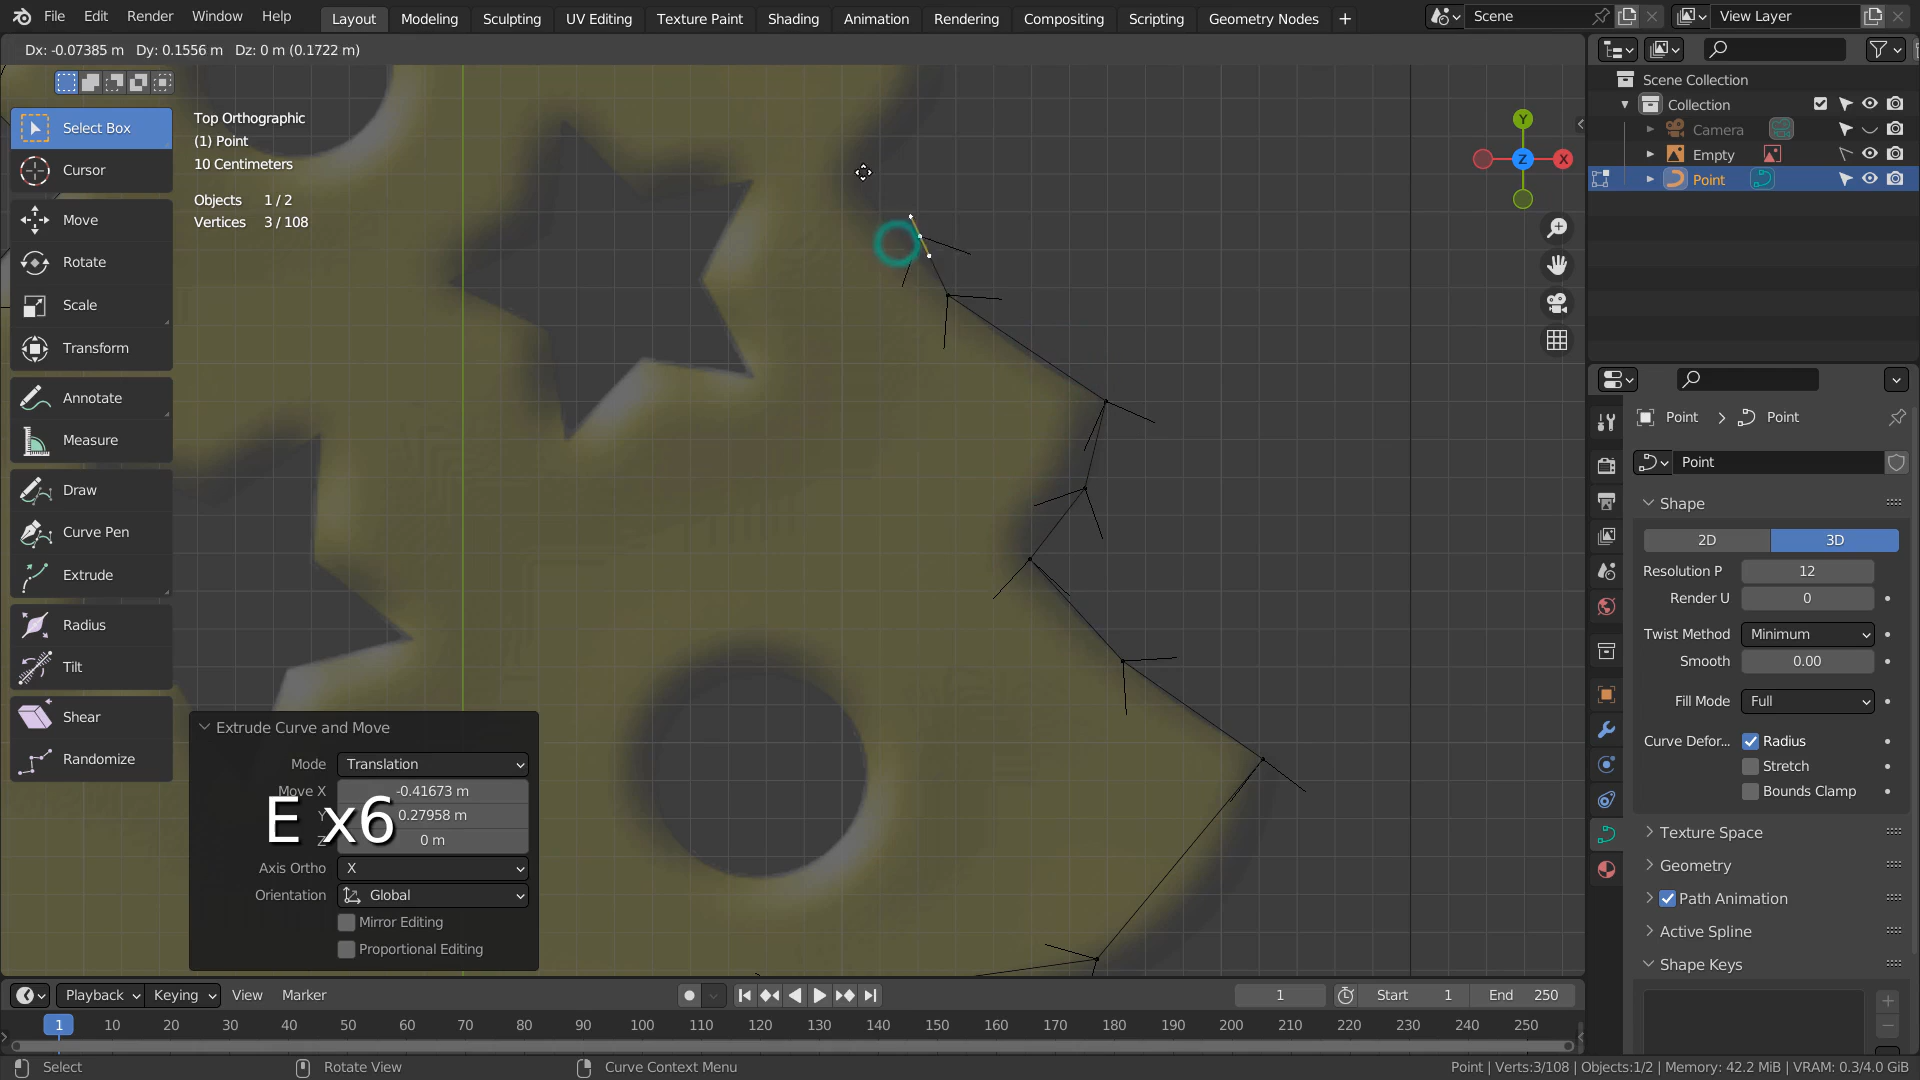 File Edit Render Window Help Layout Modeling Sculpting UV Editing Texture Paint Shading Animation Rendering Compositing Scripting Geometry Nodes + Scene View Layer
Dx: -0.07385 m Dy: 0.1556 m Dz: 0 m (0.1722 m)
Scene Collection
Collection
Camera
Empty
Point
Top Orthographic
(1) Point
10 Centimeters
Objects 1 / 2
Vertices 3 / 108
Y
Z
X
Select Box
Cursor
Move
Rotate
Scale
Transform
Annotate
Measure
Draw
Curve Pen
Extrude
Radius
Tilt
Shear
Randomize
Extrude Curve and Move
Mode Translation
Move X -0.41673 m
Y 0.27958 m
Z 0 m
E x6
Axis Ortho X
Orientation Global
Mirror Editing
Proportional Editing
Point > Point
Point
Shape
2D 3D
Resolution P 12
Render U 0
Twist Method Minimum
Smooth 0.00
Fill Mode Full
Curve Defor... Radius
Stretch
Bounds Clamp
Texture Space
Geometry
Path Animation
Active Spline
Shape Keys
Playback Keying View Marker 1 Start 1 End 250
1 10 20 30 40 50 60 70 80 90 100 110 120 130 140 150 160 170 180 190 200 210 220 230 240 250
Select Rotate View Curve Context Menu Point | Verts:3/108 | Objects:1/2 | Memory: 42.2 MiB | VRAM: 0.3/4.0 GiB